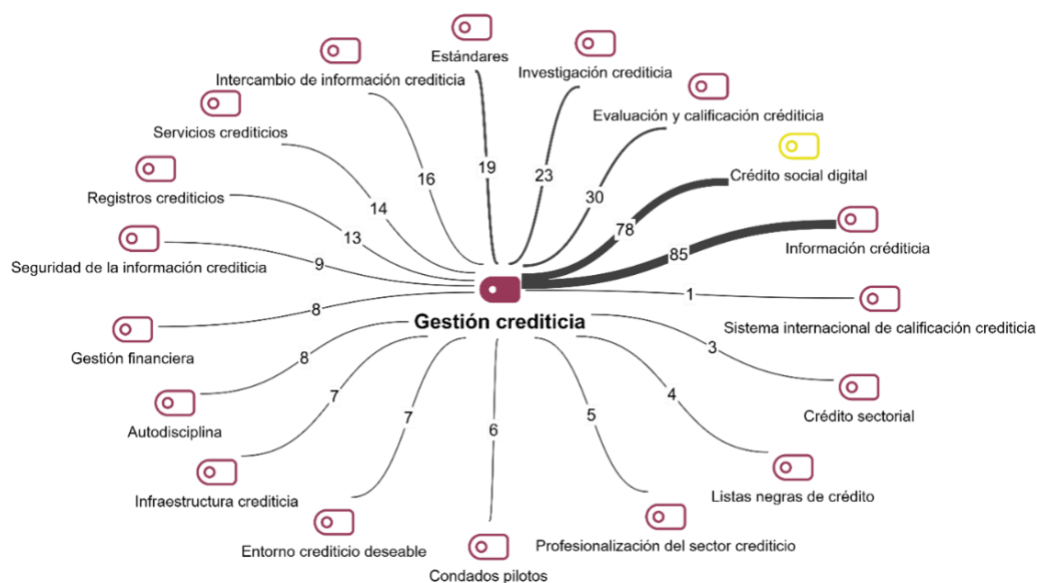 Estándares
Intercambio de información crediticia
Investigación crediticia
Servicios crediticios
Evaluación y calificación créditicia
Registros crediticios
Crédito social digital
Seguridad de la información crediticia
Información créditicia
Gestión financiera
Sistema internacional de calificación crediticia
Autodisciplina
Crédito sectorial
Infraestructura crediticia
Listas negras de crédito
Entorno crediticio deseable
Profesionalización del sector crediticio
Condados pilotos
Gestión crediticia
19
16
23
14
30
13
78
9
85
8
1
8
3
7
4
7
5
6